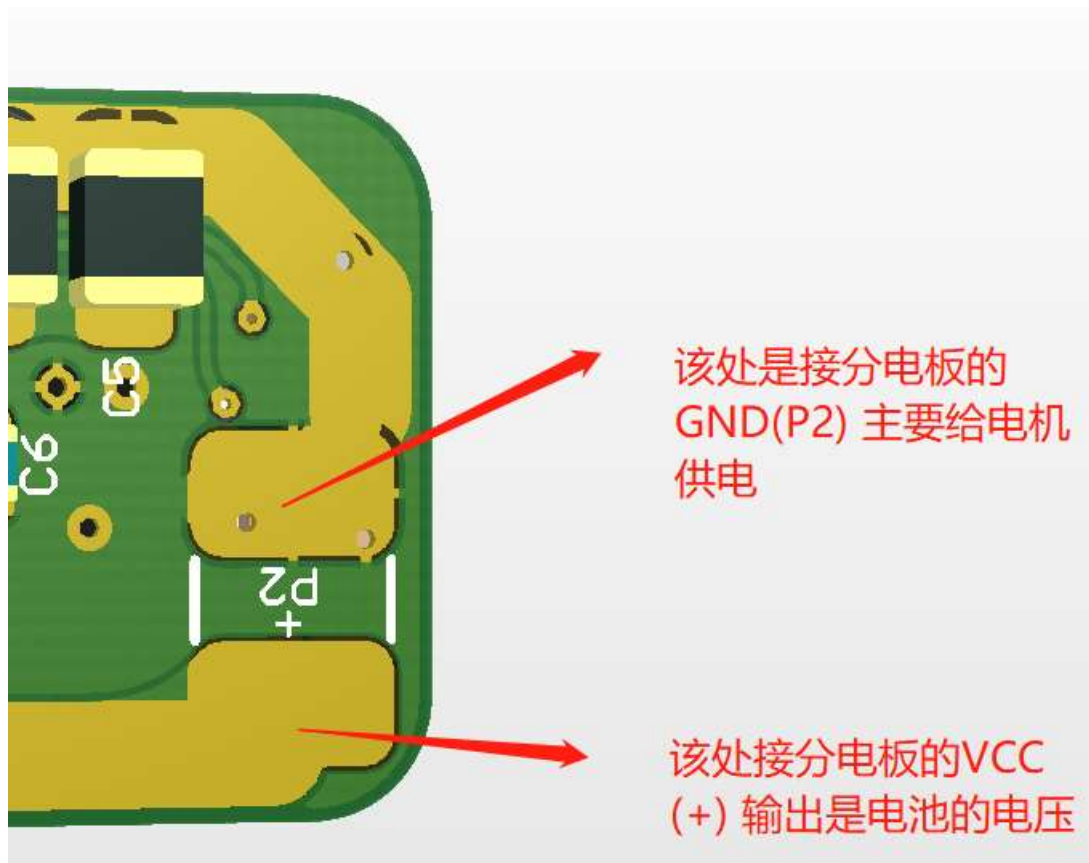 C5
C6
该处是接分电板的
GND(P2) 主要给电机
供电
P2
+
该处接分电板的VCC
(+) 输出是电池的电压